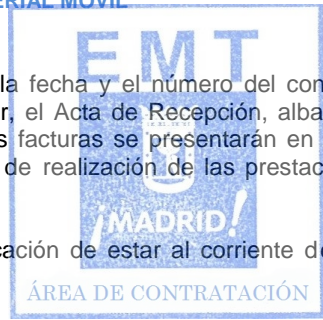 ERIAL MÓVIL
EMT
la fecha y el número del con
r, el Acta de Recepción, alba
s facturas se presentarán en
de realización de las prestac
¡MADRID!
cación de estar al corriente d
ÁREA DE CONTRATACIÓN